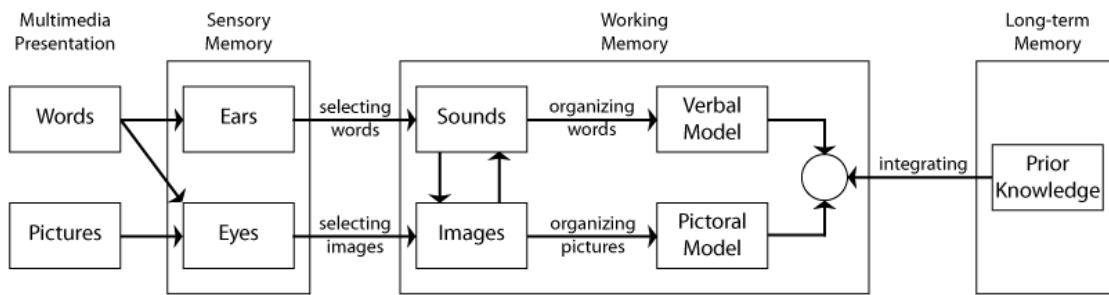 Multimedia
Presentation
Sensory
Memory
Working
Memory
Long-term
Memory
Words
Ears
selecting
words
Sounds
organizing
words
Verbal
Model
integrating
Prior
Knowledge
Pictures
Eyes
selecting
images
Images
organizing
pictures
Pictoral
Model